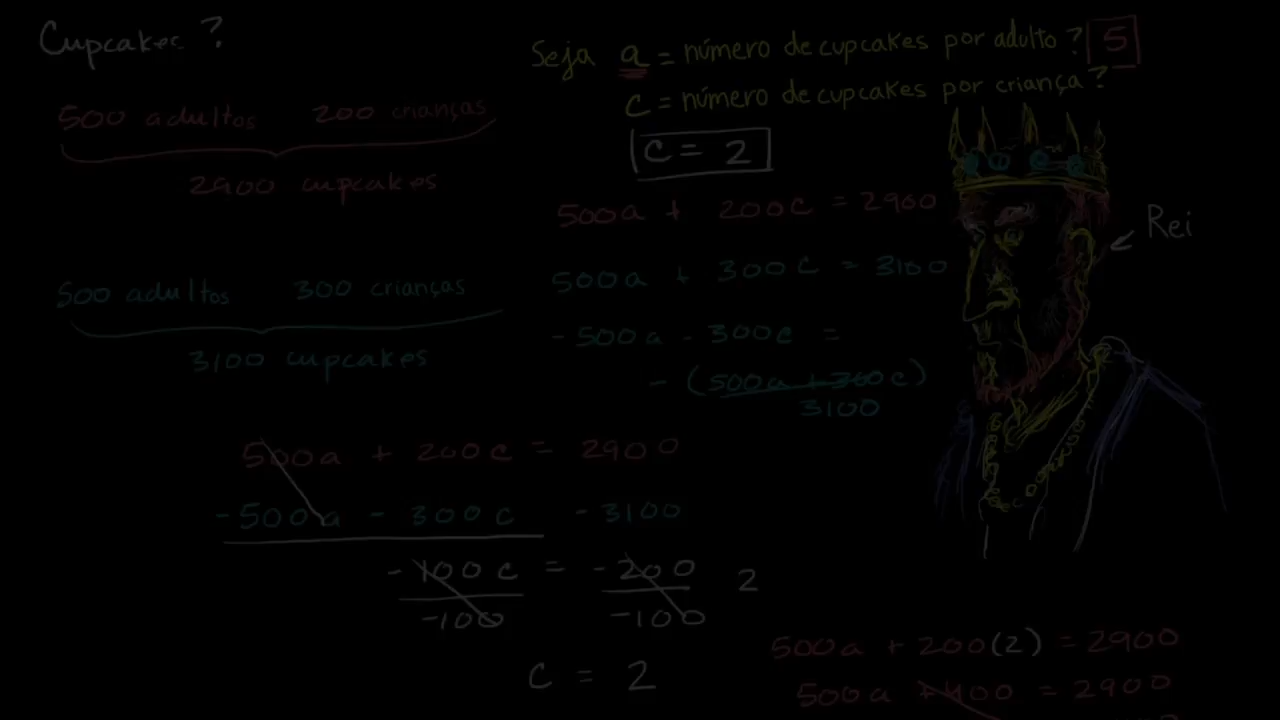 Cupcakes ?
500 adultos 200 crianças
2900 cupcakes
500 adultos 300 crianças
3100 cupcakes
Seja a = número de cupcakes por adulto ? 5
c = número de cupcakes por criança ?
c = 2
500a + 200c = 2900
500a + 300c = 3100
-500a - 300c =
- (500a + 300c)
3100
Rei
500a + 200c = 2900
-500a - 300c -3100
-100c = -200 2
-100 -100
c = 2
500a + 200(2) = 2900
500a + 400 = 2900